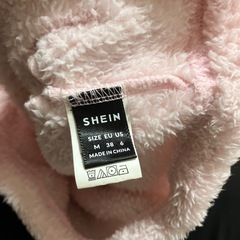 SHEIN
SIZE EU US
M 38 6
MADE IN CHINA